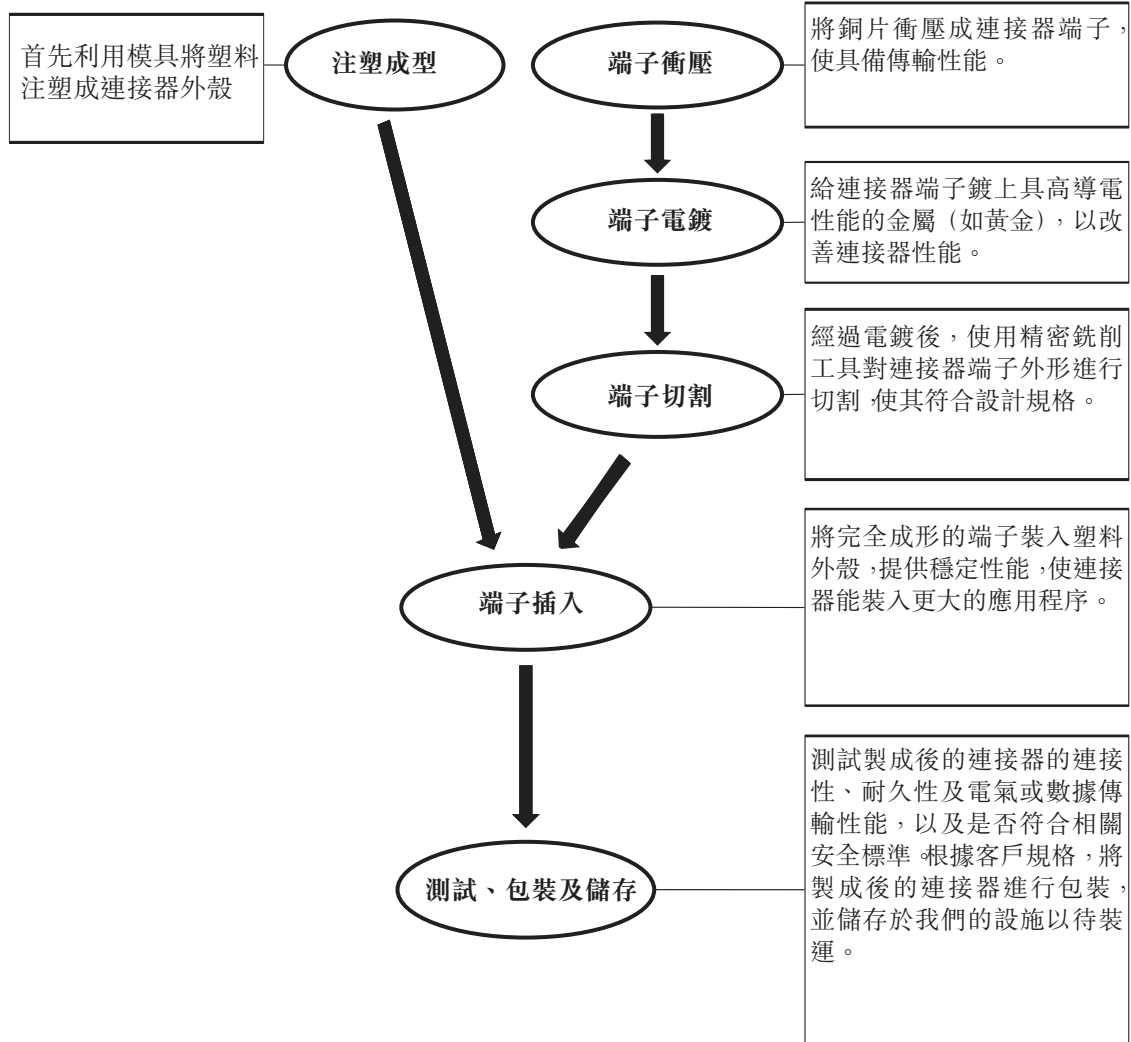 首先利用模具將塑料
注塑成連接器外殼
注塑成型
端子衝壓
將銅片衝壓成連接器端子，
使具備傳輸性能。
端子電鍍
給連接器端子鍍上具高導電
性能的金屬（如黃金），以改
善連接器性能。
端子切割
經過電鍍後，使用精密銑削
工具對連接器端子外形進行
切割，使其符合設計規格。
端子插入
將完全成形的端子裝入塑料
外殼，提供穩定性能，使連接
器能裝入更大的應用程序。
測試、包裝及儲存
測試製成後的連接器的連接
性、耐久性及電氣或數據傳
輸性能，以及是否符合相關
安全標準。根據客戶規格，將
製成後的連接器進行包裝，
並儲存於我們的設施以待裝
運。